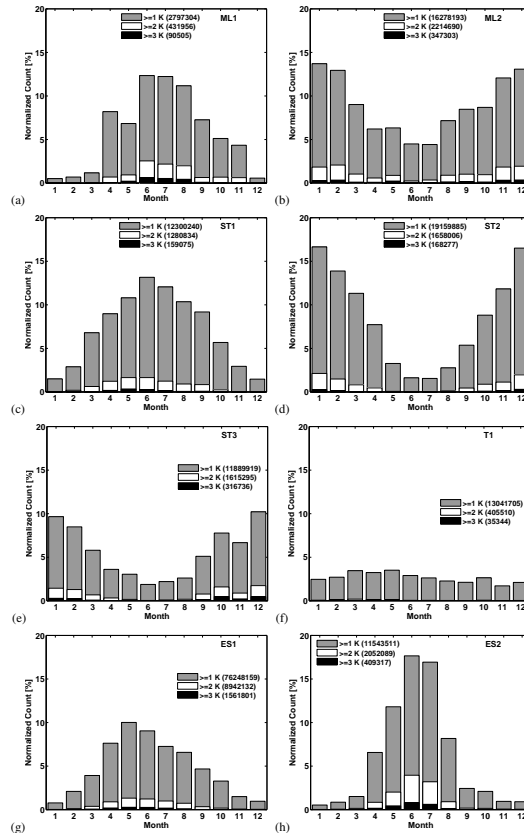 20
15
10
5
0
Normalized Count [%]
>=1 K (2797304)
>=2 K (431956)
>=3 K (90505)
ML1
1 2 3 4 5 6 7 8 9 10 11 12
Month
(a)
20
15
10
5
0
Normalized Count [%]
>=1 K (16278193)
>=2 K (2214690)
>=3 K (347303)
ML2
1 2 3 4 5 6 7 8 9 10 11 12
Month
(b)
20
15
10
5
0
Normalized Count [%]
>=1 K (12300240)
>=2 K (1280834)
>=3 K (159075)
ST1
1 2 3 4 5 6 7 8 9 10 11 12
Month
(c)
20
15
10
5
0
Normalized Count [%]
>=1 K (19159885)
>=2 K (1658006)
>=3 K (168277)
ST2
1 2 3 4 5 6 7 8 9 10 11 12
Month
(d)
20
15
10
5
0
Normalized Count [%]
ST3
>=1 K (11889919)
>=2 K (1615295)
>=3 K (316736)
1 2 3 4 5 6 7 8 9 10 11 12
Month
(e)
20
15
10
5
0
Normalized Count [%]
T1
>=1 K (13041705)
>=2 K (405510)
>=3 K (35344)
1 2 3 4 5 6 7 8 9 10 11 12
Month
(f)
20
15
10
5
0
Normalized Count [%]
ES1
>=1 K (76248159)
>=2 K (8942132)
>=3 K (1561801)
1 2 3 4 5 6 7 8 9 10 11 12
Month
(g)
20
15
10
5
0
Normalized Count [%]
>=1 K (11543511)
>=2 K (2052089)
>=3 K (409317)
ES2
1 2 3 4 5 6 7 8 9 10 11 12
Month
(h)